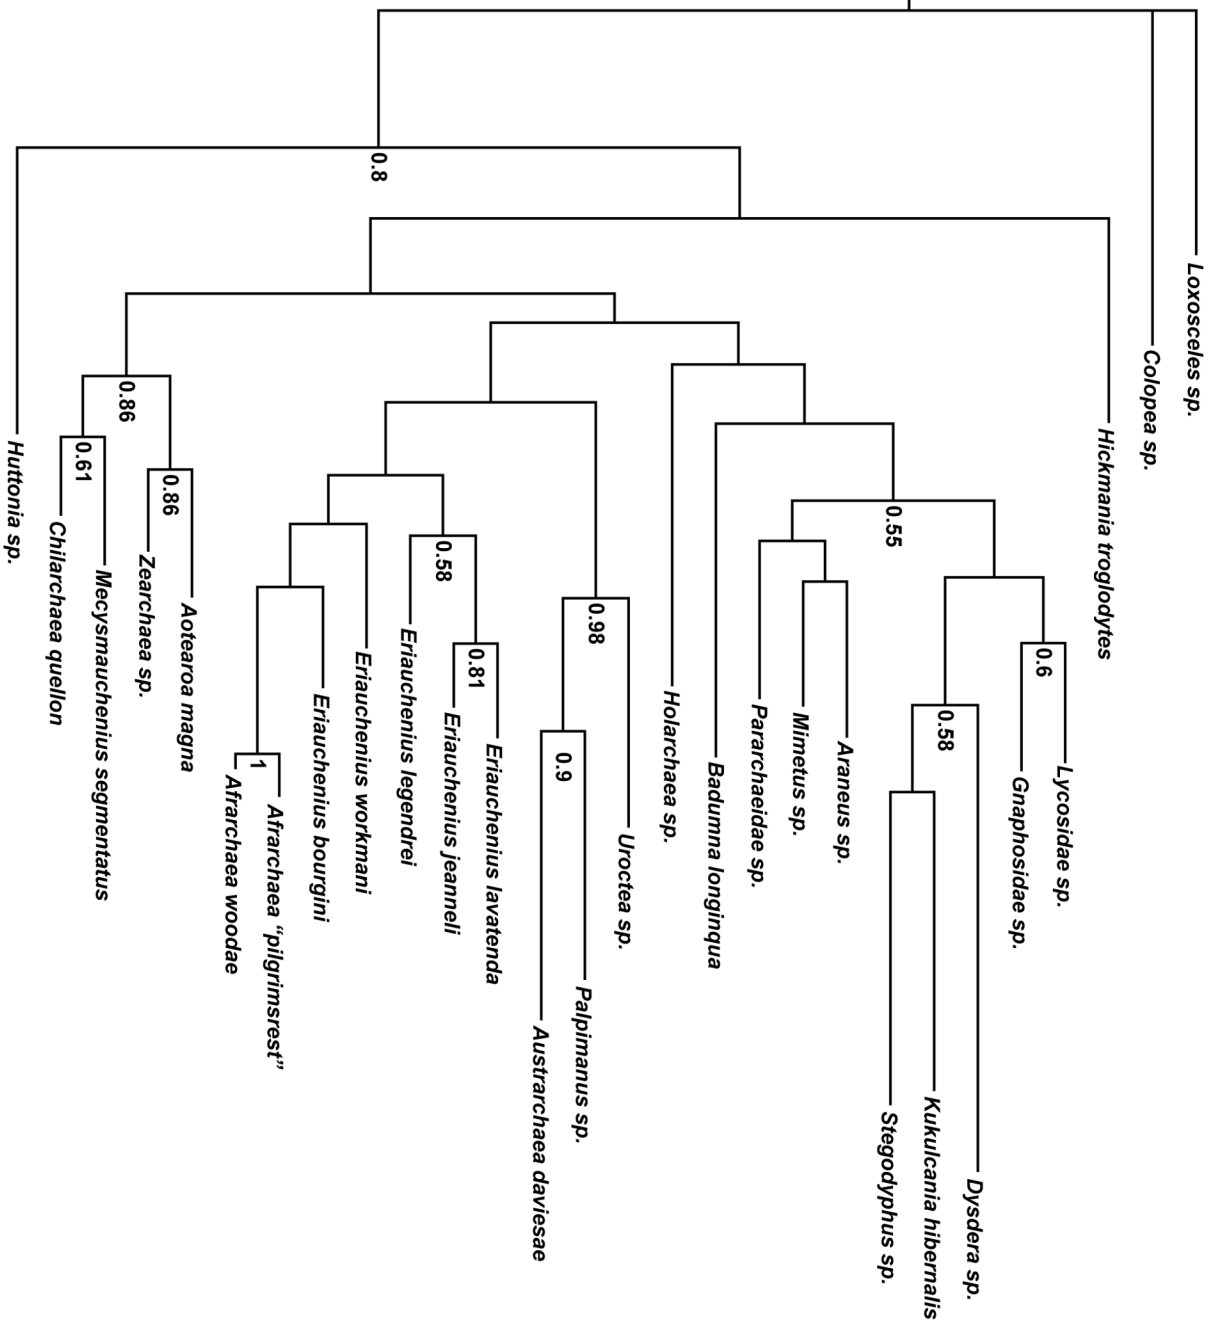 Loxosceles sp.
Colopea sp.
Hickmania troglodytes
Lycosidae sp.
0.6
Gnaphosidae sp.
Dysdera sp.
0.58
Kukulcania hibernalis
Stegodyphus sp.
0.55
Araneus sp.
Mimetus sp.
Pararchaeidae sp.
Badumna longinqua
Holarchaea sp.
Uroctea sp.
0.98
Palpimanus sp.
0.9
Austrarchaea daviesae
Eriauchenius lavatenda
0.81
Eriauchenius jeanneli
0.58
Eriauchenius legendrei
Eriauchenius workmani
Eriauchenius bourgini
Afrarchaea “pilgrimsrest”
1
Afrarchaea woodae
0.8
Aotearoa magna
0.86
Zearchaea sp.
0.86
Mecysmauchenius segmentatus
0.61
Chilarchaea quellon
Huttonia sp.